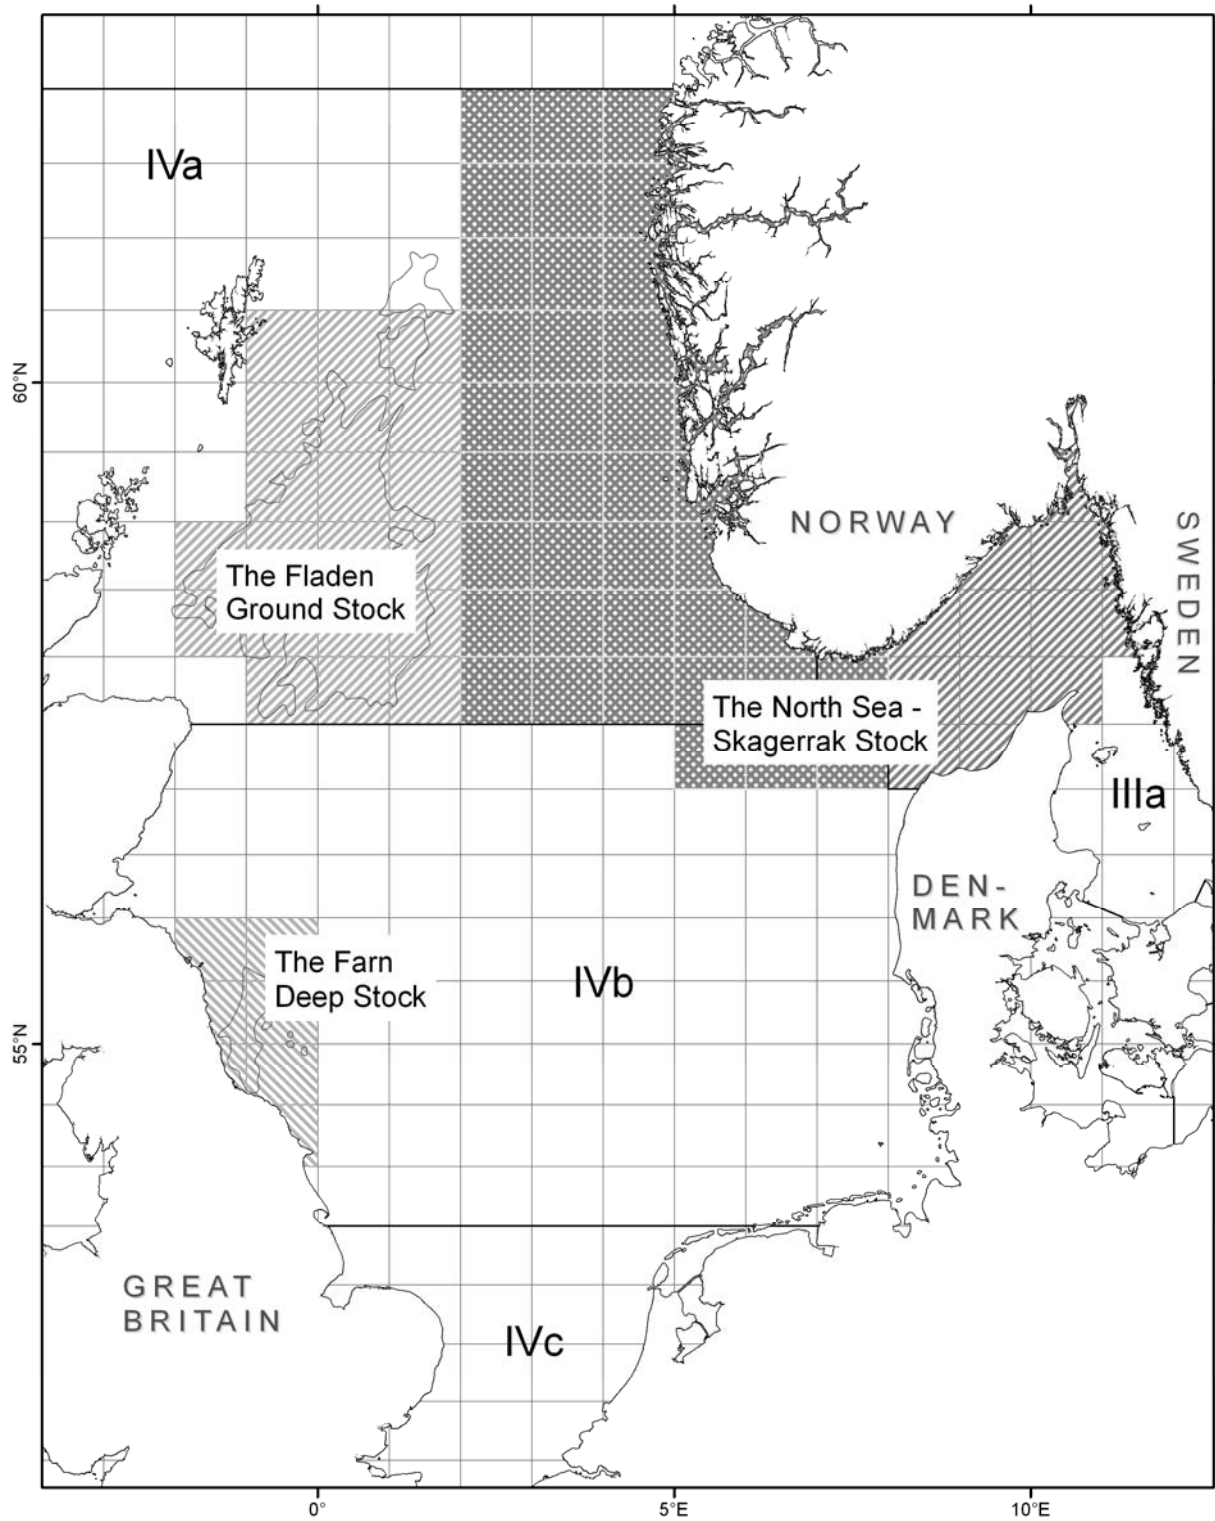 IVa
60°N
NORWAY
SWEDEN
The Fladen
Ground Stock
The North Sea -
Skagerrak Stock
IIIa
DEN-
MARK
The Farn
Deep Stock
IVb
55°N
GREAT
BRITAIN
IVc
0°
5°E
10°E